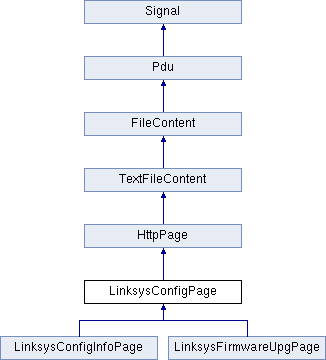 Signal
Pdu
FileContent
TextFileContent
HttpPage
LinksysConfigPage
LinksysConfigInfoPage
LinksysFirmwareUpgPage